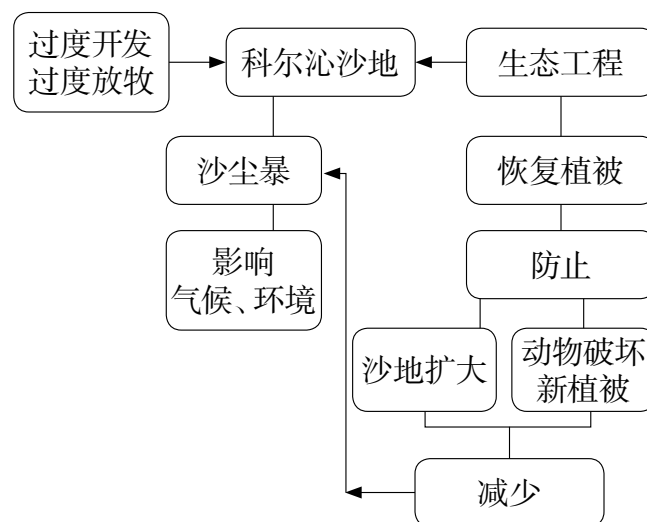 过度开发
过度放牧
科尔沁沙地
生态工程
沙尘暴
恢复植被
影响
气候、环境
防止
沙地扩大
动物破坏
新植被
减少